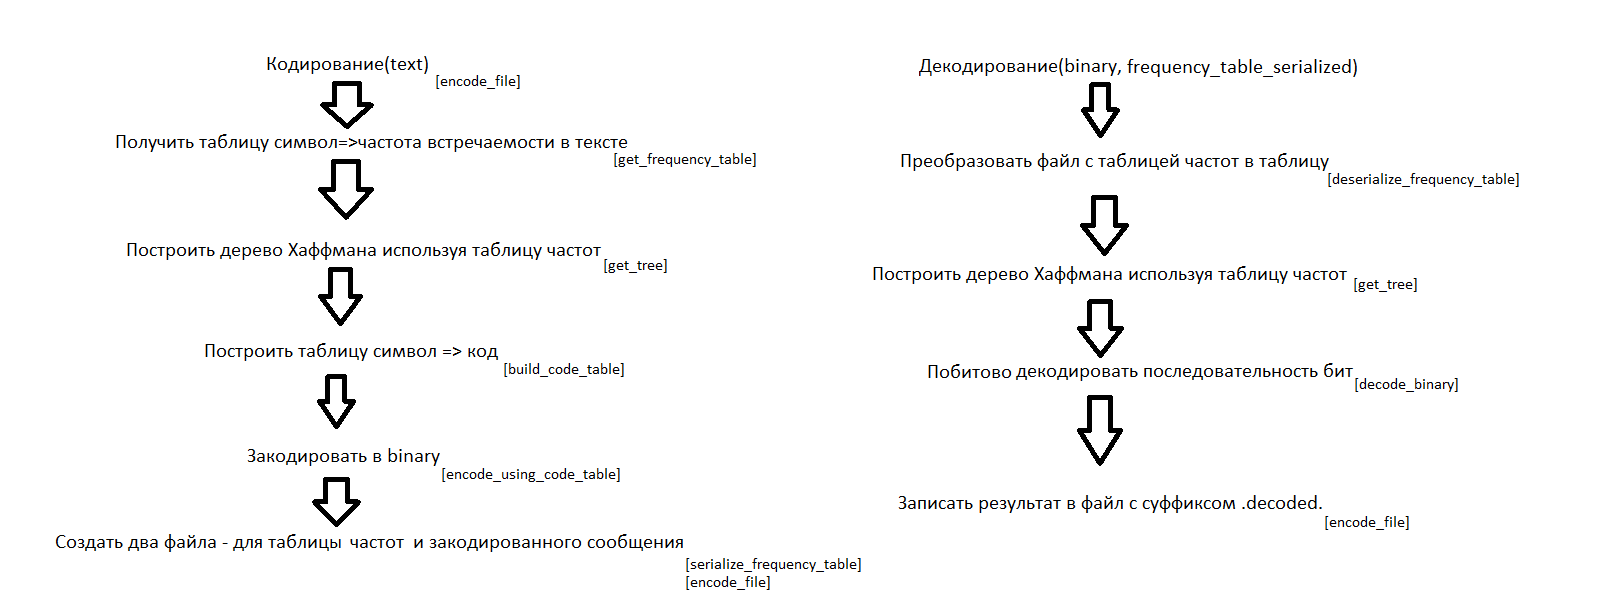 Кодирование(text)
[encode_file]
Получить таблицу символ=>частота встречаемости в тексте
[get_frequency_table]
Построить дерево Хаффмана используя таблицу частот
[get_tree]
Построить таблицу символ => код
[build_code_table]
Закодировать в binary
[encode_using_code_table]
Создать два файла - для таблицы частот и закодированного сообщения
[serialize_frequency_table]
[encode_file]
Декодирование(binary, frequency_table_serialized)
Преобразовать файл с таблицей частот в таблицу
[deserialize_frequency_table]
Построить дерево Хаффмана используя таблицу частот
[get_tree]
Побитово декодировать последовательность бит
[decode_binary]
Записать результат в файл с суффиксом .decoded.
[encode_file]